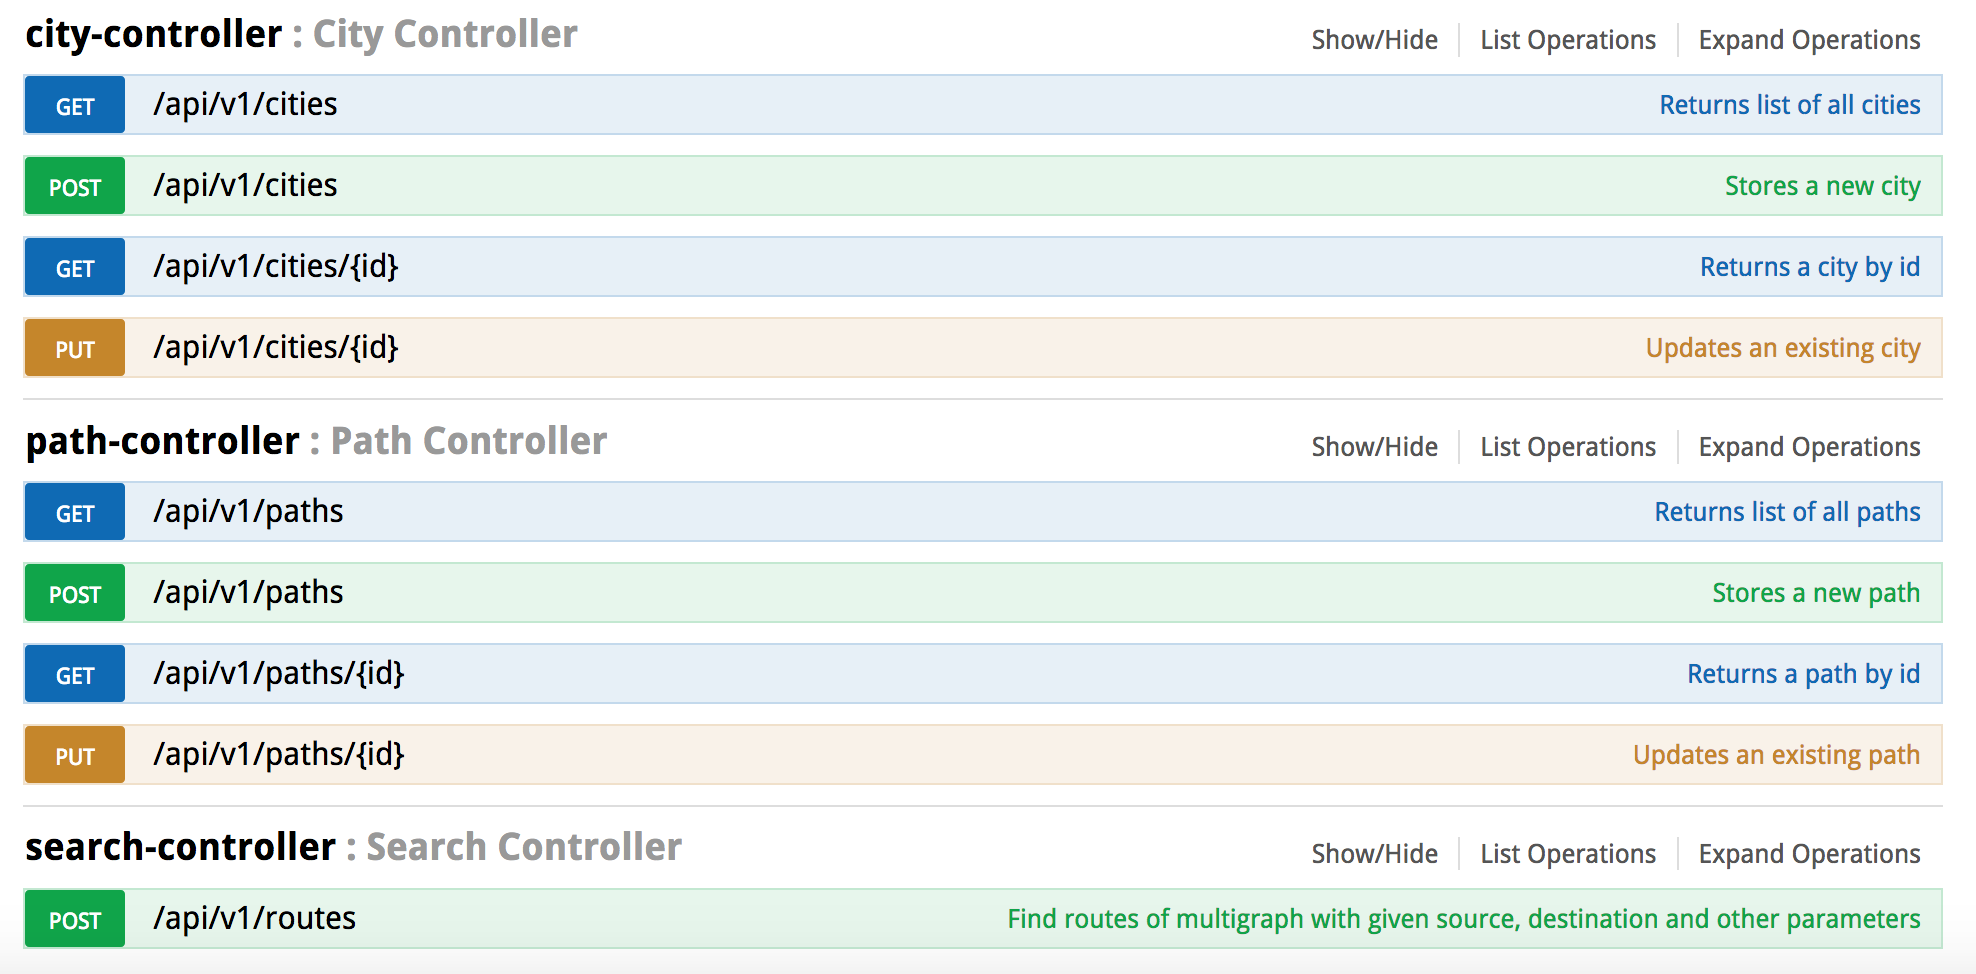 city-controller : City Controller Show/Hide List Operations Expand Operations
GET /api/v1/cities Returns list of all cities
POST /api/v1/cities Stores a new city
GET /api/v1/cities/{id} Returns a city by id
PUT /api/v1/cities/{id} Updates an existing city
path-controller : Path Controller Show/Hide List Operations Expand Operations
GET /api/v1/paths Returns list of all paths
POST /api/v1/paths Stores a new path
GET /api/v1/paths/{id} Returns a path by id
PUT /api/v1/paths/{id} Updates an existing path
search-controller : Search Controller Show/Hide List Operations Expand Operations
POST /api/v1/routes Find routes of multigraph with given source, destination and other parameters